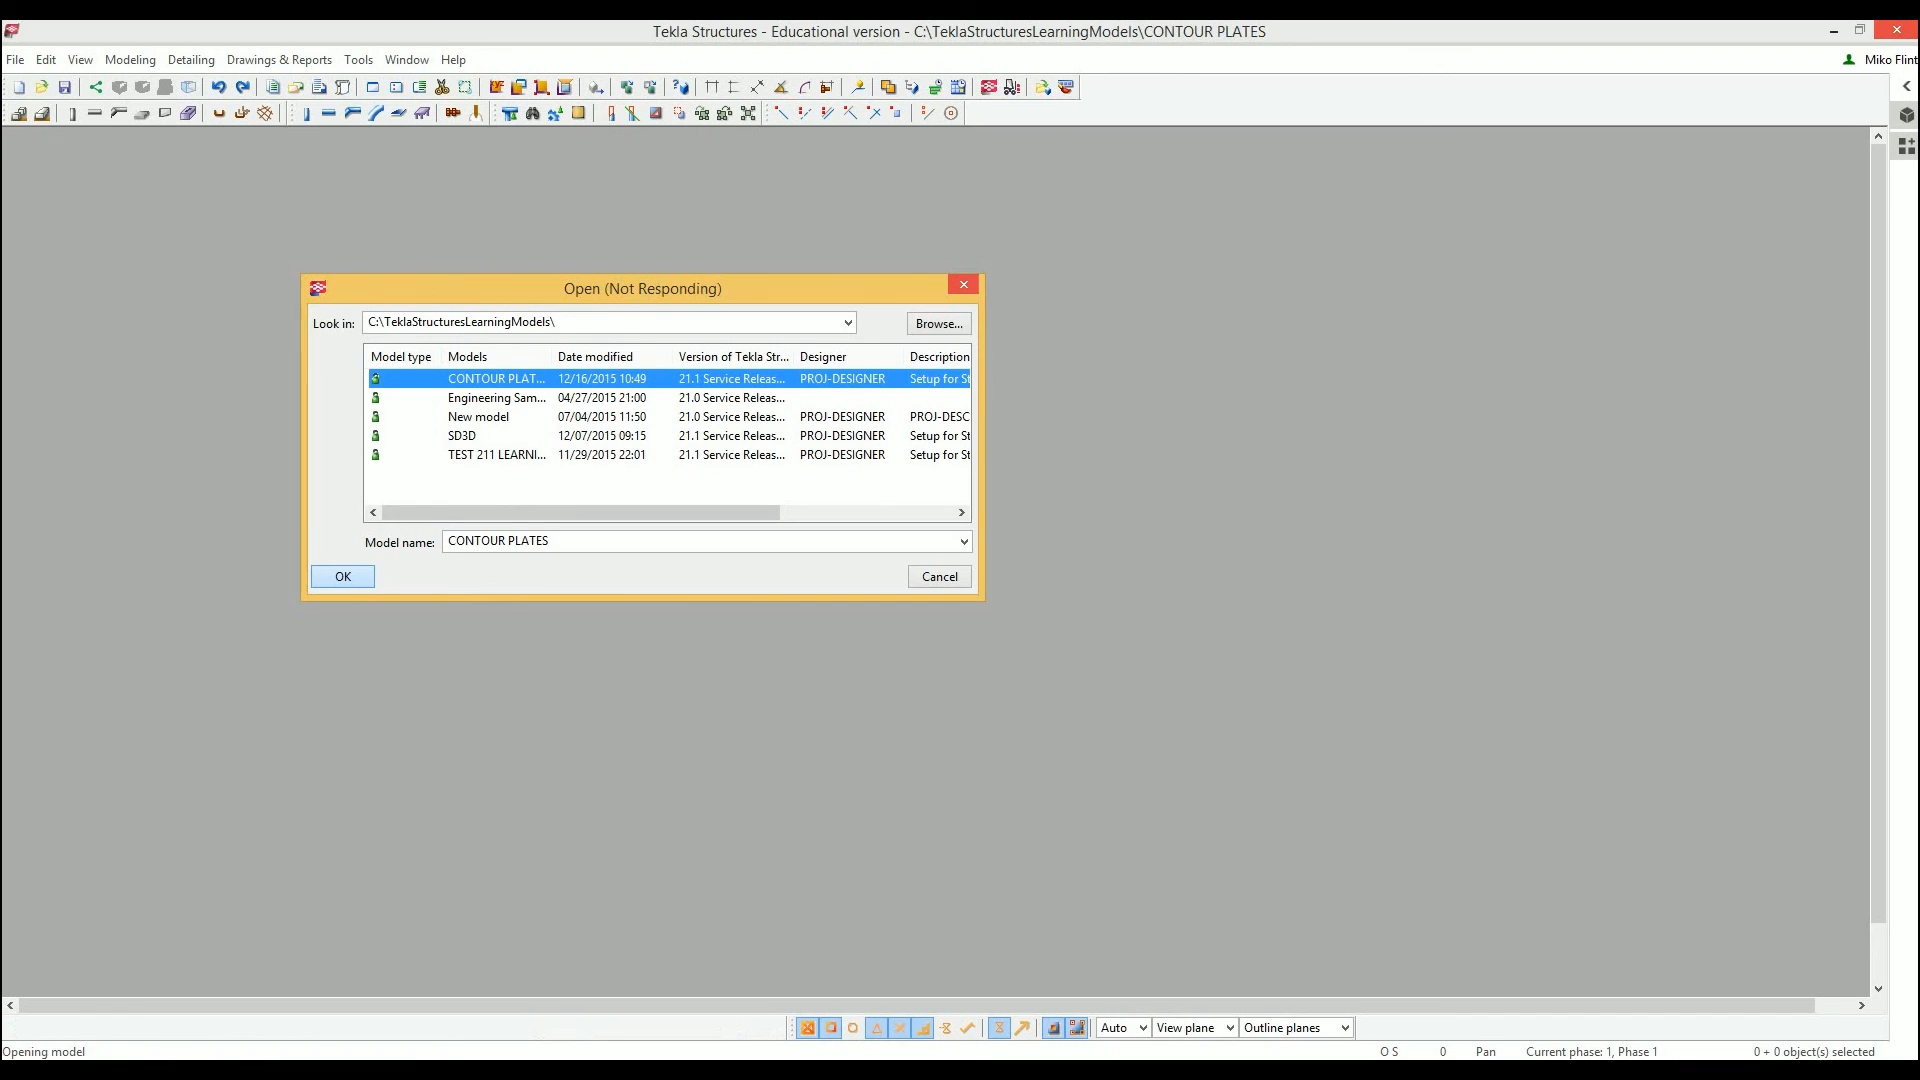 Tekla Structures - Educational version - C:\TeklaStructuresLearningModels\CONTOUR PLATES
File Edit View Modeling Detailing Drawings & Reports Tools Window Help
Miko Flint
Open (Not Responding)
Look in: C:\TeklaStructuresLearningModels\ Browse...
Model type Models Date modified Version of Tekla Str... Designer Description
CONTOUR PLAT... 12/16/2015 10:49 21.1 Service Releas... PROJ-DESIGNER Setup for St
Engineering Sam... 04/27/2015 21:00 21.0 Service Releas...
New model 07/04/2015 11:50 21.0 Service Releas... PROJ-DESIGNER PROJ-DESC
SD3D 12/07/2015 09:15 21.1 Service Releas... PROJ-DESIGNER Setup for St
TEST 211 LEARNI... 11/29/2015 22:01 21.1 Service Releas... PROJ-DESIGNER Setup for St
Model name: CONTOUR PLATES
OK Cancel
Auto View plane Outline planes
Opening model O S 0 Pan Current phase: 1, Phase 1 0 + 0 object(s) selected